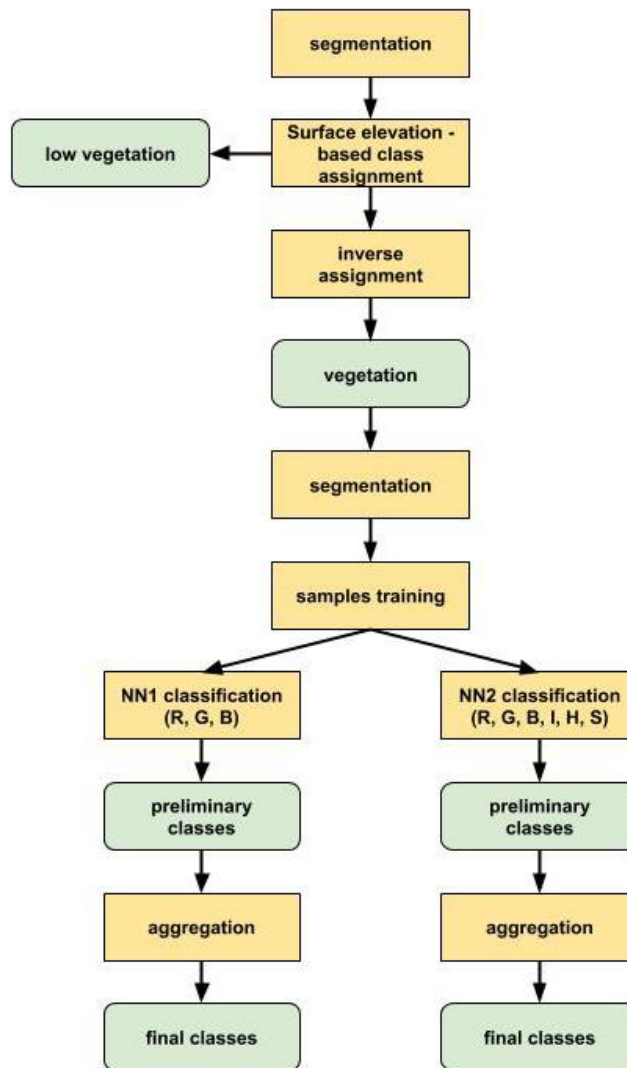 segmentation
low vegetation
Surface elevation -
based class
assignment
inverse
assignment
vegetation
segmentation
samples training
NN1 classification
(R, G, B)
NN2 classification
(R, G, B, I, H, S)
preliminary
classes
preliminary
classes
aggregation
aggregation
final classes
final classes